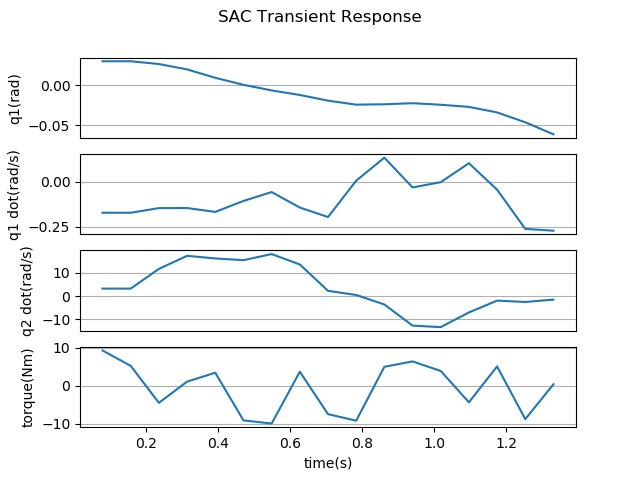 SAC Transient Response
q1(rad)
0.00
−0.05
q1 dot(rad/s)
0.00
−0.25
q2 dot(rad/s)
10
0
−10
torque(Nm)
10
0
−10
0.2 0.4 0.6 0.8 1.0 1.2
time(s)